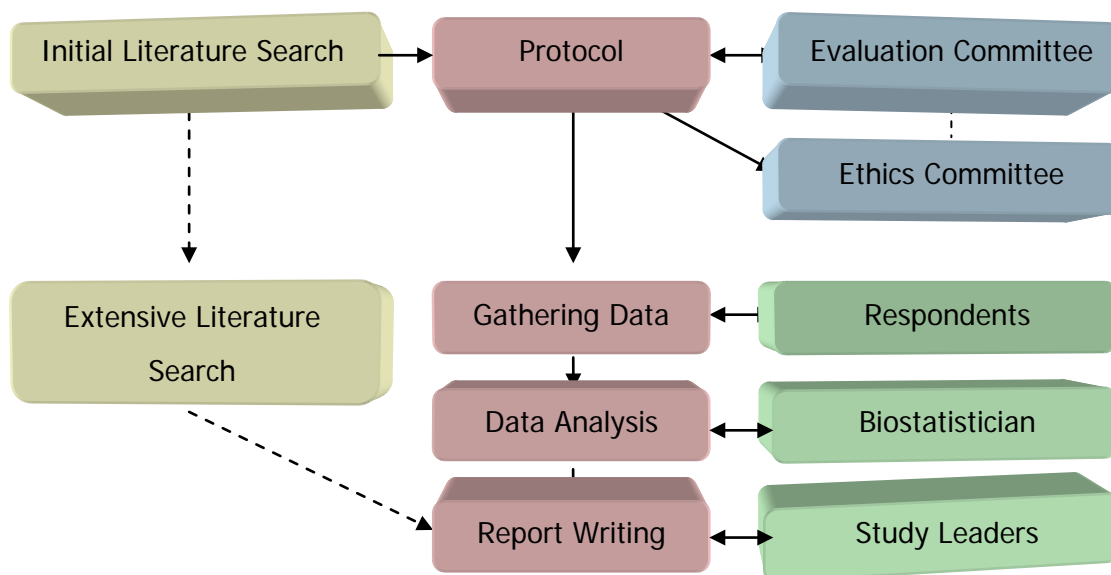 Initial Literature Search
Protocol
Evaluation Committee
Ethics Committee
Extensive Literature
Search
Gathering Data
Respondents
Data Analysis
Biostatistician
Report Writing
Study Leaders